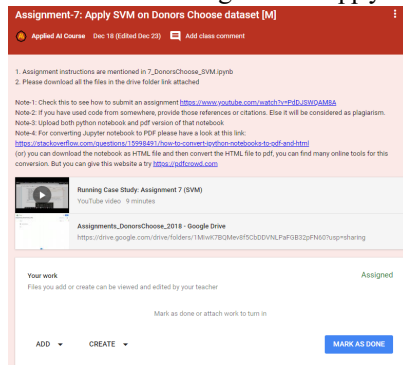 Assignment-7: Apply SVM on Donors Choose dataset [M]
Applied AI Course Dec 18 (Edited Dec 23) Add class comment
1. Assignment instructions are mentioned in 7_DonorsChoose_SVM.ipynb
2. Please download all the files in the drive folder link attached
Note-1: Check this to see how to submit an assignment https://www.youtube.com/watch?v=PdDJSWQAM8A
Note-2: If you have used code from somewhere, provide those references or citations. Else it will be considered as plagiarism.
Note-3: Upload both python notebook and pdf version of that notebook
Note-4: For converting Jupyter notebook to PDF please have a look at this link:
https://stackoverflow.com/questions/15998491/how-to-convert-ipython-notebooks-to-pdf-and-html
(or) you can download the notebook as HTML file and then convert the HTML file to pdf, you can find many online tools for this
conversion. But you can give this website a try https://pdfcrowd.com
Running Case Study: Assignment 7 (SVM)
YouTube video 9 minutes
Assignments_DonorsChoose_2018 - Google Drive
https://drive.google.com/drive/folders/1MIwK7BQMev8f5CbDDVNLPaFGB32pFN60?usp=sharing
Your work Assigned
Files you add or create can be viewed and edited by your teacher
Mark as done or attach work to turn in
ADD CREATE MARK AS DONE